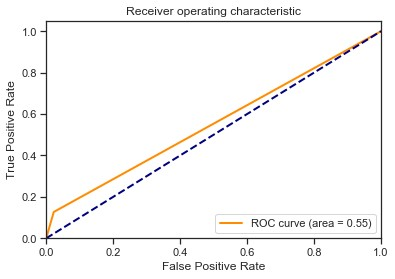 Receiver operating characteristic
True Positive Rate
1.0
0.8
0.6
0.4
0.2
0.0
ROC curve (area = 0.55)
0.0 0.2 0.4 0.6 0.8 1.0
False Positive Rate